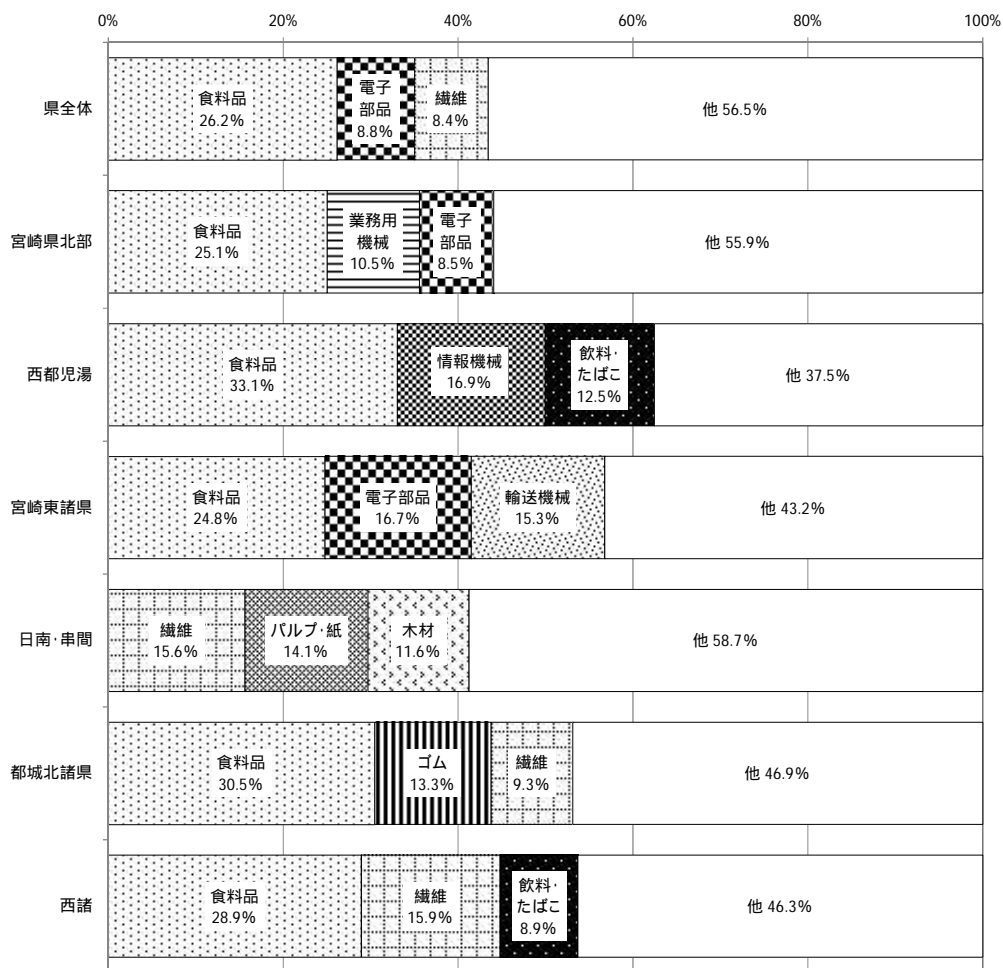 0% 20% 40% 60% 80% 100%
県全体
食料品
26.2%
電子
部品
8.8%
繊維
8.4%
他 56.5%
宮崎県北部
食料品
25.1%
業務用
機械
10.5%
電子
部品
8.5%
他 55.9%
西都児湯
食料品
33.1%
情報機械
16.9%
飲料・
たばこ
12.5%
他 37.5%
宮崎東諸県
食料品
24.8%
電子部品
16.7%
輸送機械
15.3%
他 43.2%
日南・串間
繊維
15.6%
パルプ・紙
14.1%
木材
11.6%
他 58.7%
都城北諸県
食料品
30.5%
ゴム
13.3%
繊維
9.3%
他 46.9%
西諸
食料品
28.9%
繊維
15.9%
飲料・
たばこ
8.9%
他 46.3%